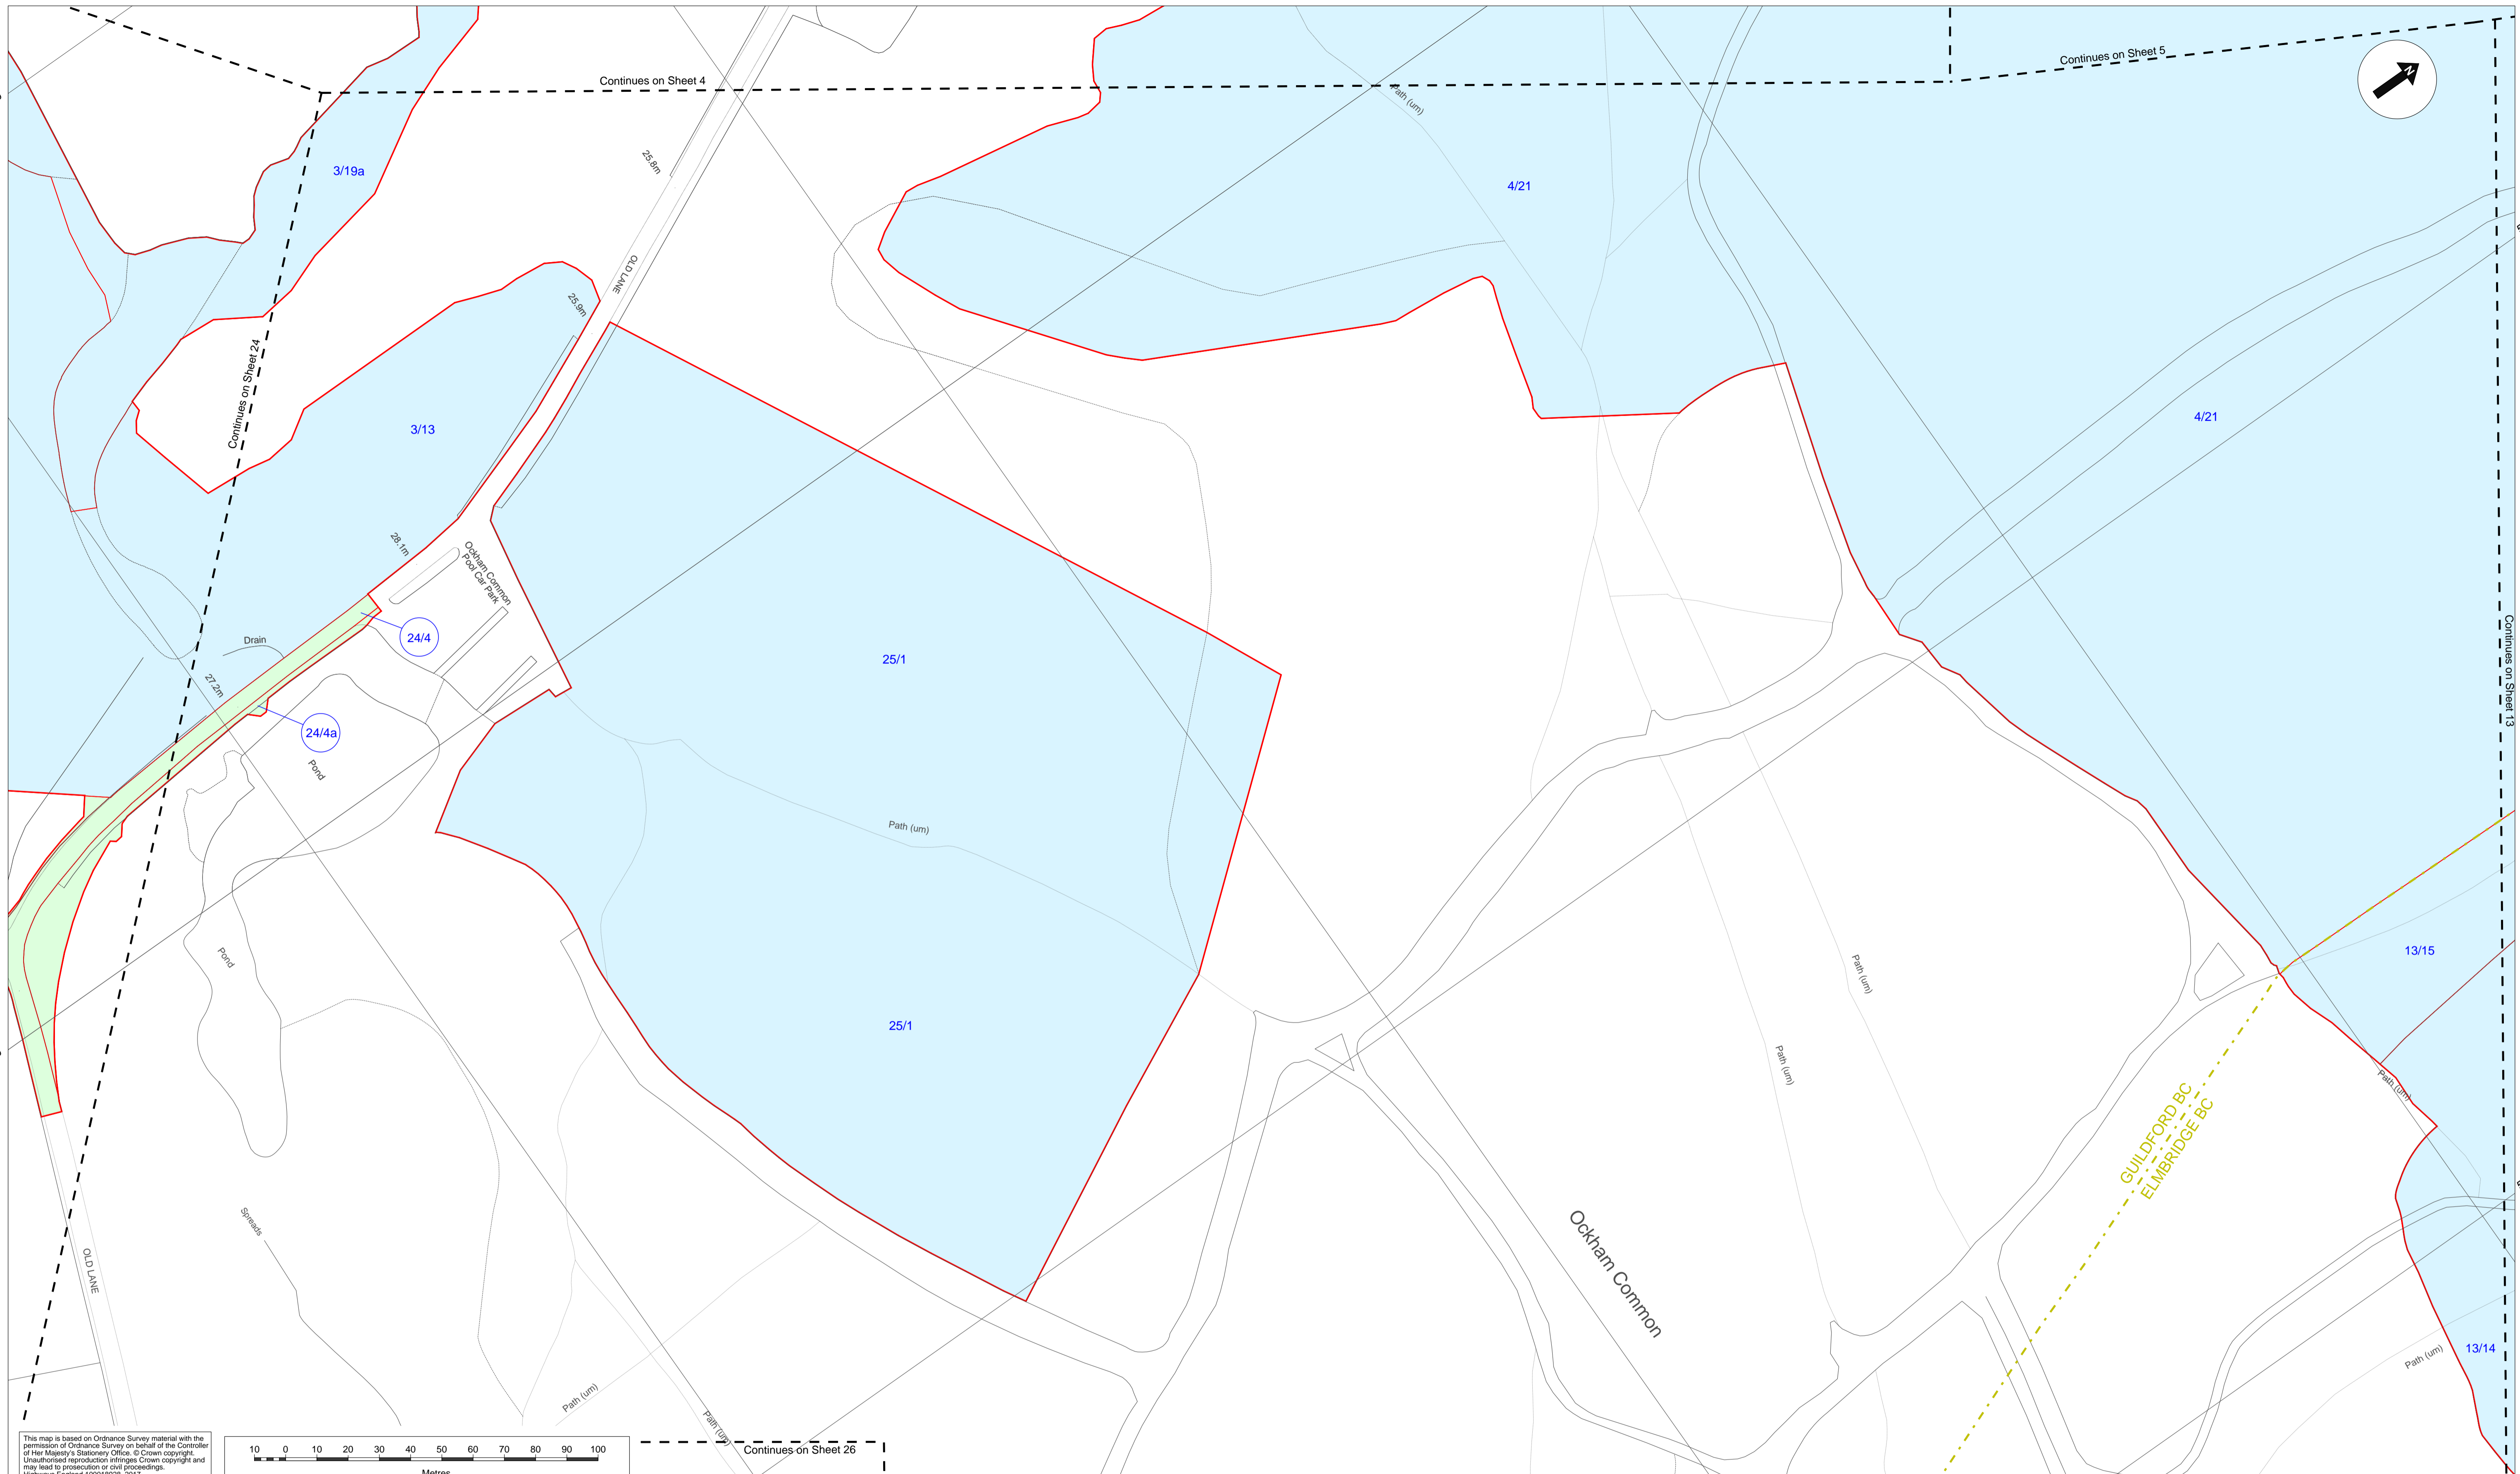 Continues on Sheet 4
Continues on Sheet 5
N
Path (um)
25.8m
3/19a
4/21
OLD LANE
25.9m
Continues on Sheet 24
3/13
4/21
28.1m
Ockham Common
Pool Car Park
24/4
Drain
25/1
27.2m
24/4a
Pond
Continues on Sheet 13
Path (um)
Pond
13/15
Path (um)
25/1
Path (um)
Path (um)
GUILDFORD BC
ELMBRIDGE BC
Spreads
OLD LANE
Ockham Common
13/14
Path (um)
Path (um)
Path (um)
This map is based on Ordnance Survey material with the
permission of Ordnance Survey on behalf of the Controller
of Her Majesty's Stationery Office. © Crown copyright.
Unauthorised reproduction infringes Crown copyright and
may lead to prosecution or civil proceedings.
Highways England 100018928. 2017
10 0 10 20 30 40 50 60 70 80 90 100
Metres
Continues on Sheet 26